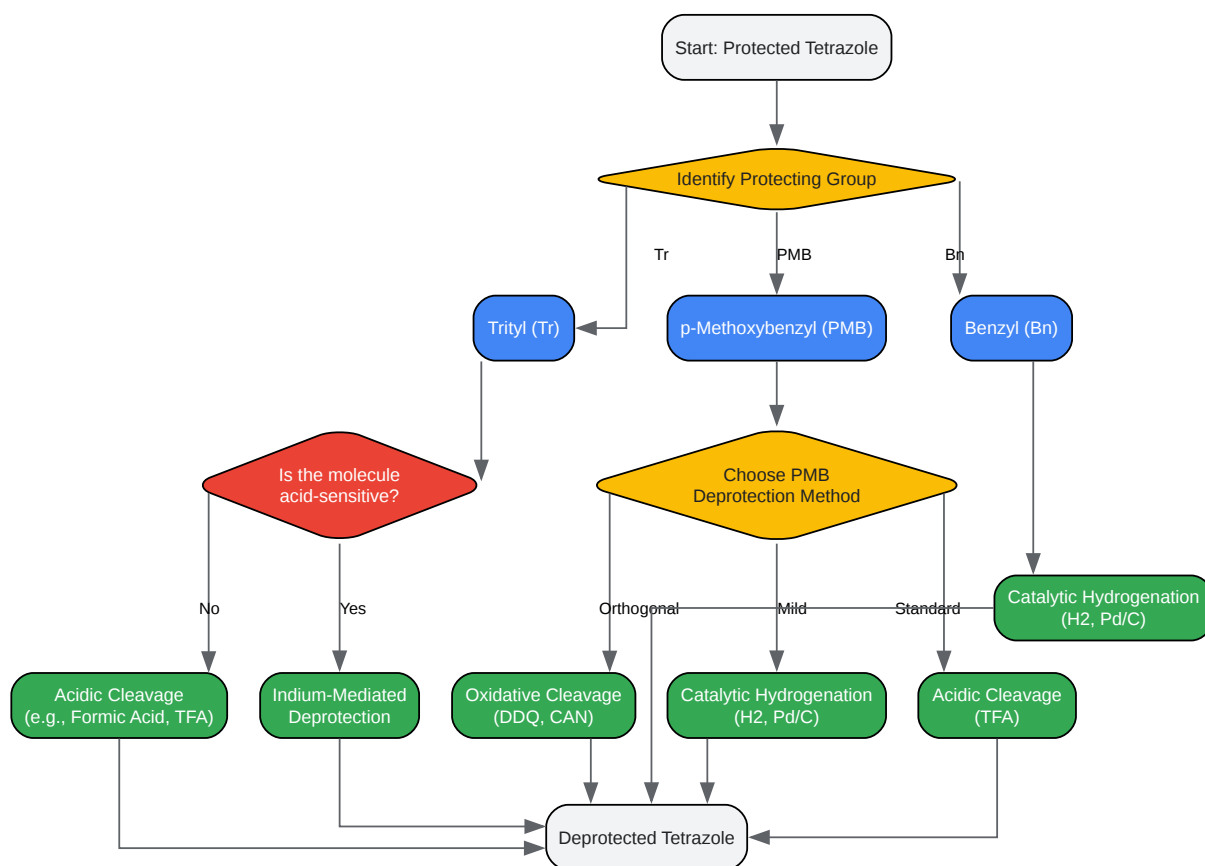 Start: Protected Tetrazole
Identify Protecting Group
Tr
PMB
Bn
Trityl (Tr)
p-Methoxybenzyl (PMB)
Benzyl (Bn)
Is the molecule
acid-sensitive?
Choose PMB
Deprotection Method
No
Yes
Orthogonal
Mild
Standard
Catalytic Hydrogenation
(H2, Pd/C)
Acidic Cleavage
(e.g., Formic Acid, TFA)
Indium-Mediated
Deprotection
Oxidative Cleavage
(DDQ, CAN)
Catalytic Hydrogenation
(H2, Pd/C)
Acidic Cleavage
(TFA)
Deprotected Tetrazole